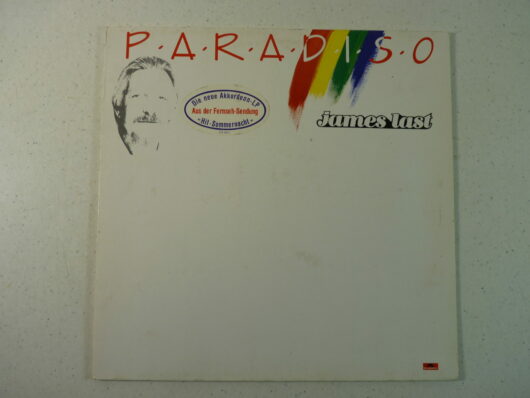 P·A·R·A·D·I·S·O
Die neue Akkordeon-LP
Aus der Fernseh-Sendung
»Hit-Sommernacht«
james last